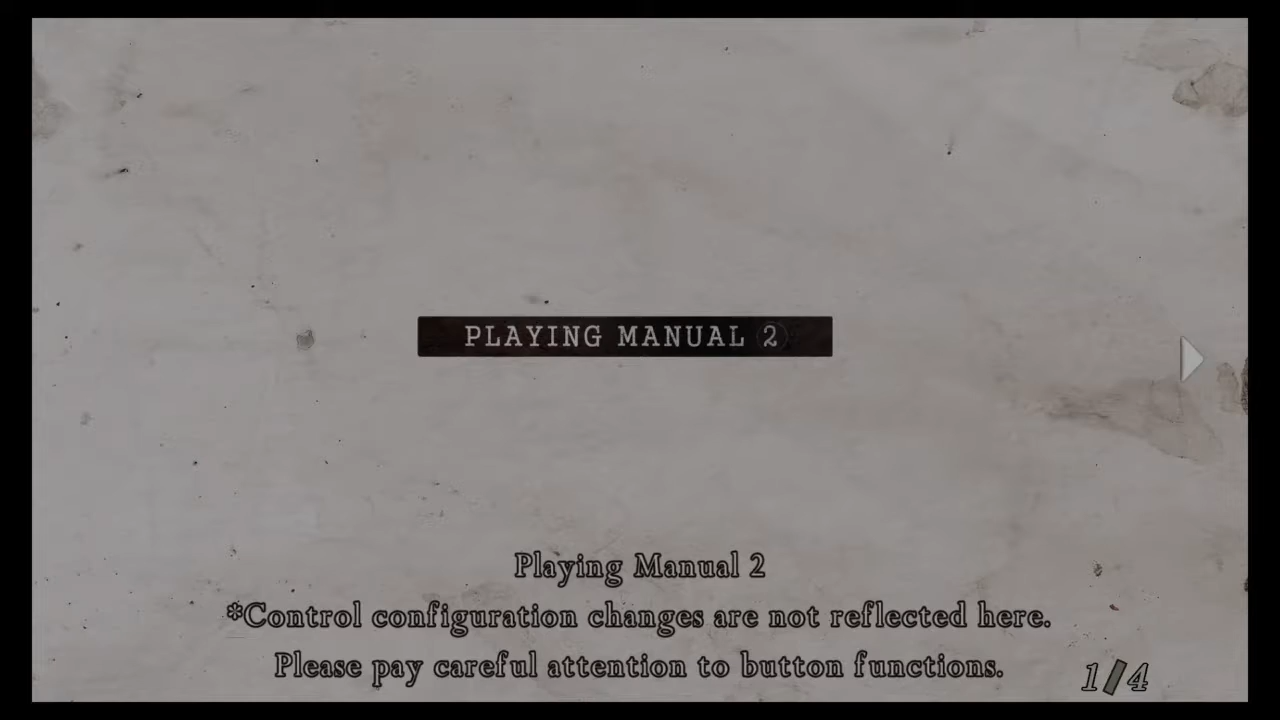 PLAYING MANUAL 2
Playing Manual 2
*Control configuration changes are not reflected here.
Please pay careful attention to button functions.
1/4